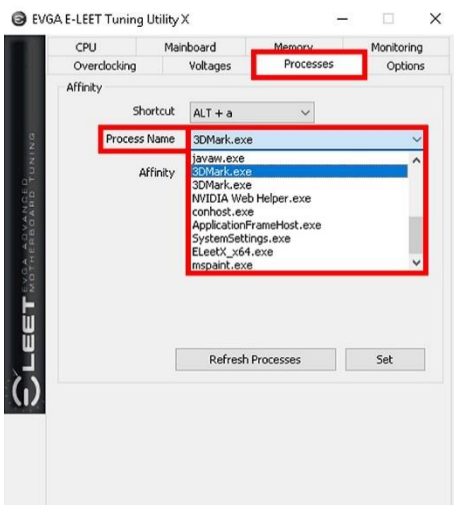 EVGA E-LEET Tuning Utility X
CPU Mainboard Memory Monitoring
Overclocking Voltages Processes Options
Affinity
Shortcut ALT + a
Process Name 3DMark.exe
Affinity
javaw.exe
3DMark.exe
3DMark.exe
NVIDIA Web Helper.exe
conhost.exe
ApplicationFrameHost.exe
SystemSettings.exe
ELeetX_x64.exe
mspaint.exe
Refresh Processes Set
ELEET EVGA ADVANCED
MOTHERBOARD TUNING